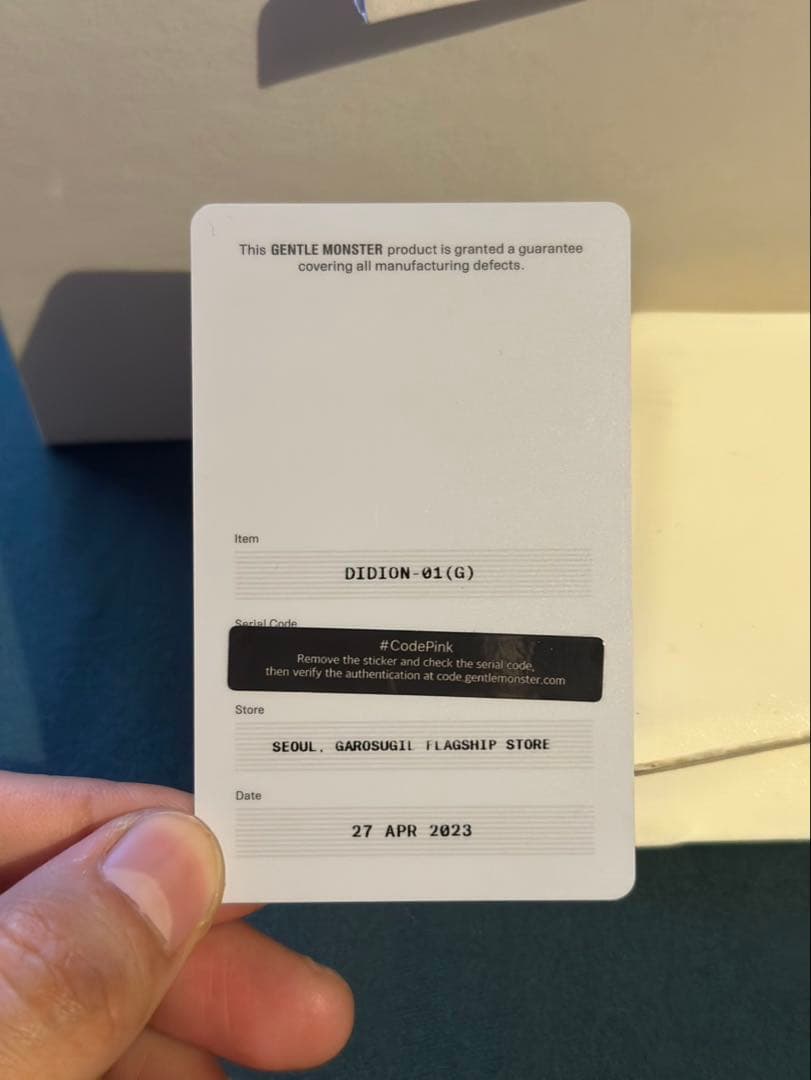 This GENTLE MONSTER product is granted a guarantee
covering all manufacturing defects.
Item
DIDION-01(G)
Serial Code
#CodePink
Remove the sticker and check the serial code,
then verify the authentication at code.gentlemonster.com
Store
SEOUL, GAROSUGIL FLAGSHIP STORE
Date
27 APR 2023